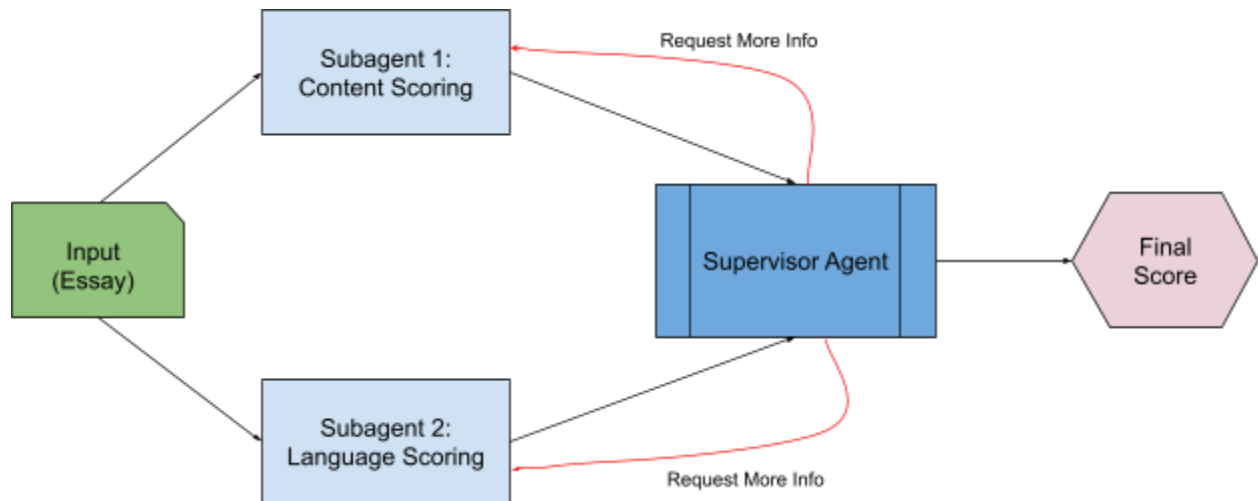 Subagent 1:
Content Scoring
Request More Info
Input
(Essay)
Supervisor Agent
Final
Score
Subagent 2:
Language Scoring
Request More Info